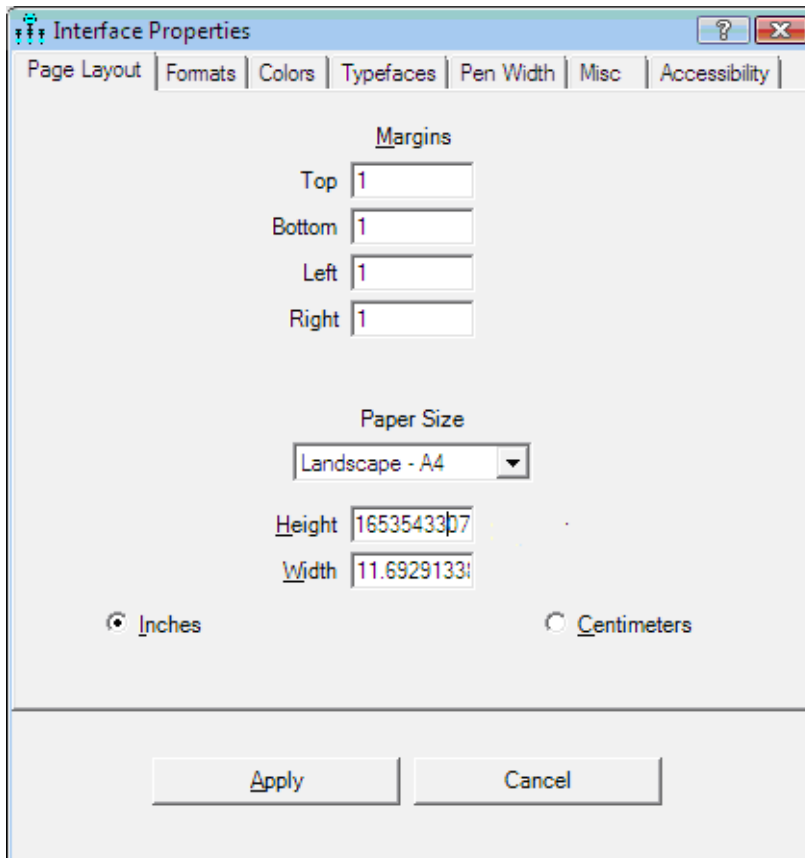 Interface Properties
Page Layout Formats Colors Typefaces Pen Width Misc Accessibility
Margins
Top 1
Bottom 1
Left 1
Right 1
Paper Size
Landscape - A4
Height 1653543307
Width 11.69291338
Inches Centimeters
Apply Cancel